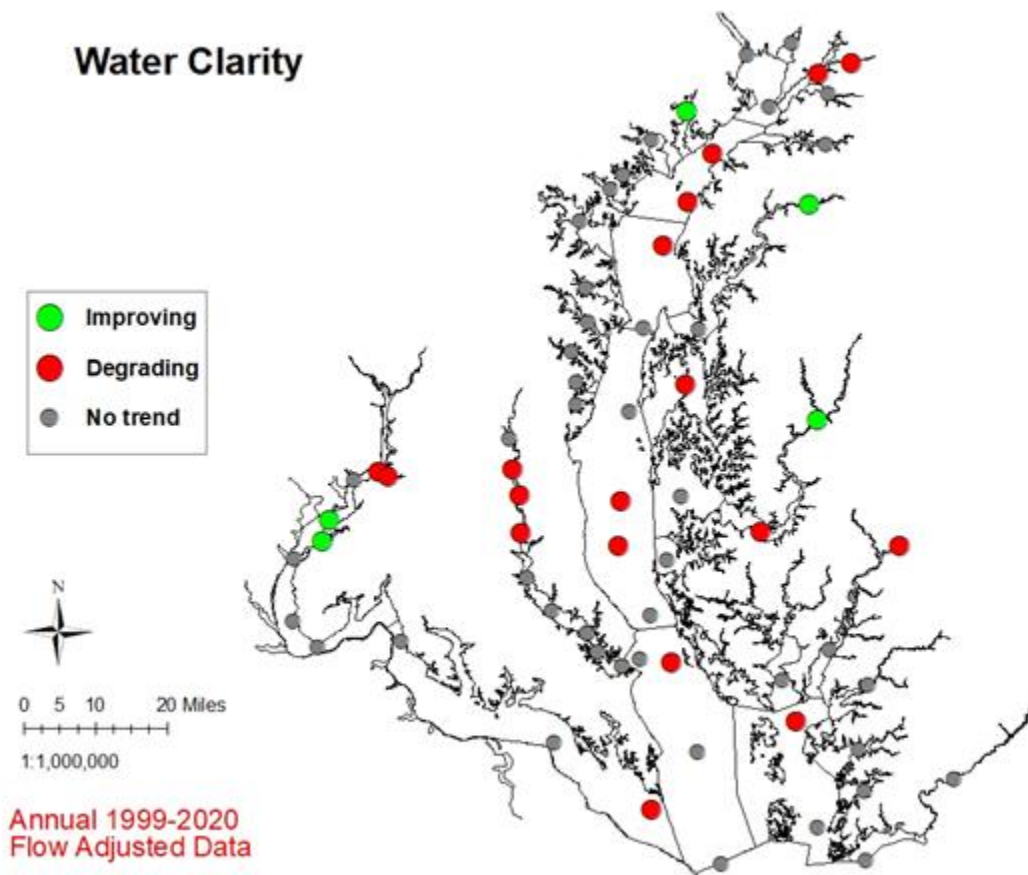 Water Clarity
Improving
Degrading
No trend
N
0 5 10 20 Miles
1:1,000,000
Annual 1999-2020
Flow Adjusted Data